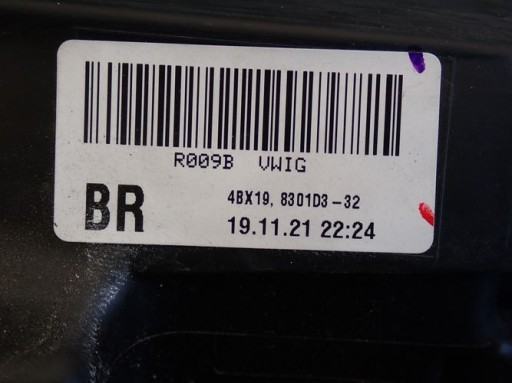 R009B VWIG
BR
4BX19, 8301D3-32
19.11.21 22:24